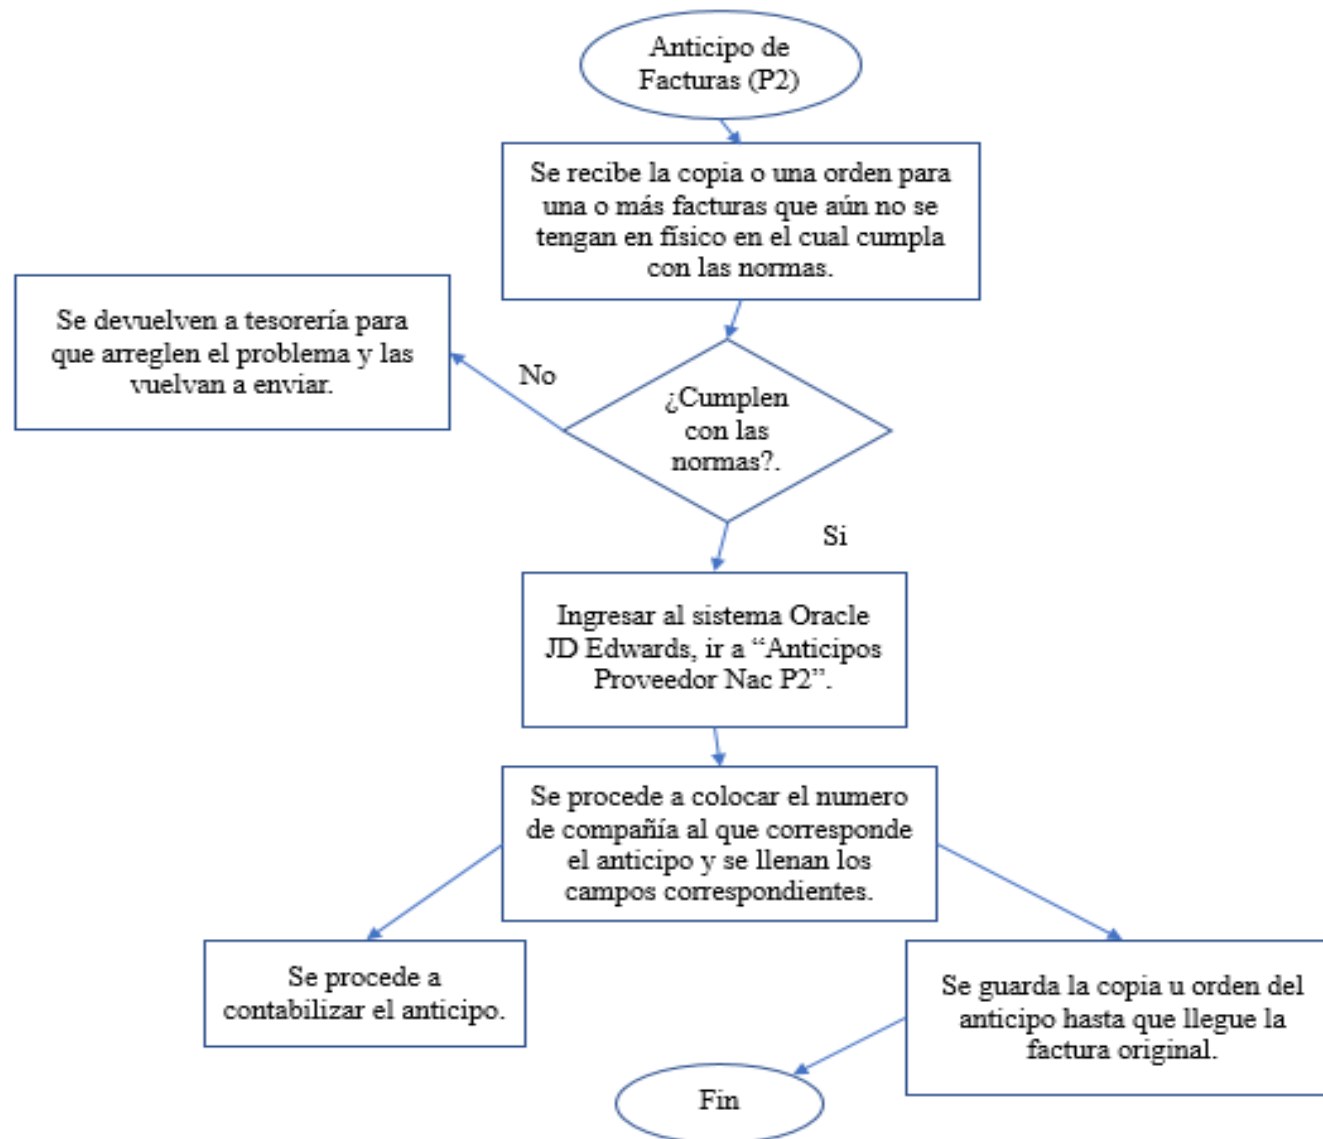 Anticipo de
Facturas (P2)
Se recibe la copia o una orden para
una o más facturas que aún no se
tengan en físico en el cual cumpla
con las normas.
Se devuelven a tesorería para
que arreglen el problema y las
vuelvan a enviar.
No
¿Cumplen
con las
normas?.
Si
Ingresar al sistema Oracle
JD Edwards, ir a “Anticipos
Proveedor Nac P2”.
Se procede a colocar el numero
de compañía al que corresponde
el anticipo y se llenan los
campos correspondientes.
Se procede a
contabilizar el anticipo.
Se guarda la copia u orden del
anticipo hasta que llegue la
factura original.
Fin